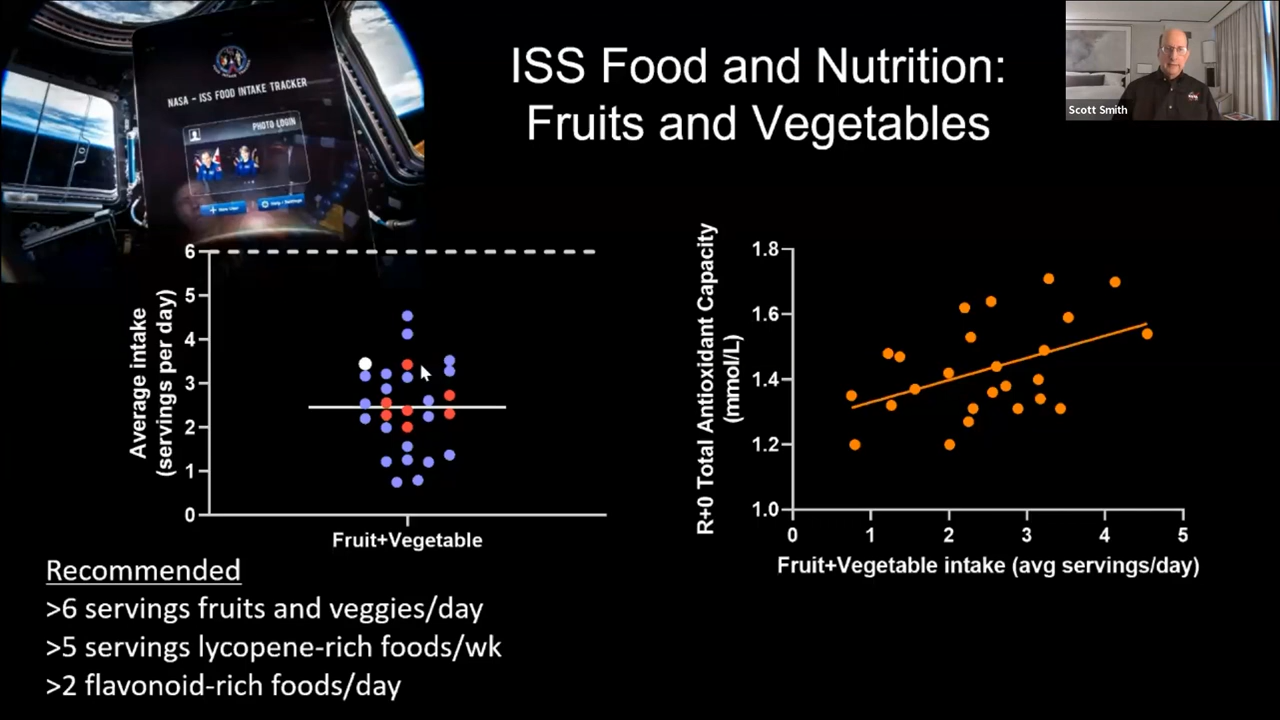 NASA - ISS FOOD INTAKE TRACKER
PHOTO LOGIN
ISS Food and Nutrition:
Fruits and Vegetables
Scott Smith
Average intake
(servings per day)
6
5
4
3
2
1
0
Fruit+Vegetable
R+0 Total Antioxidant Capacity
(mmol/L)
1.8
1.6
1.4
1.2
1.0
0 1 2 3 4 5
Fruit+Vegetable intake (avg servings/day)
Recommended
>6 servings fruits and veggies/day
>5 servings lycopene-rich foods/wk
>2 flavonoid-rich foods/day